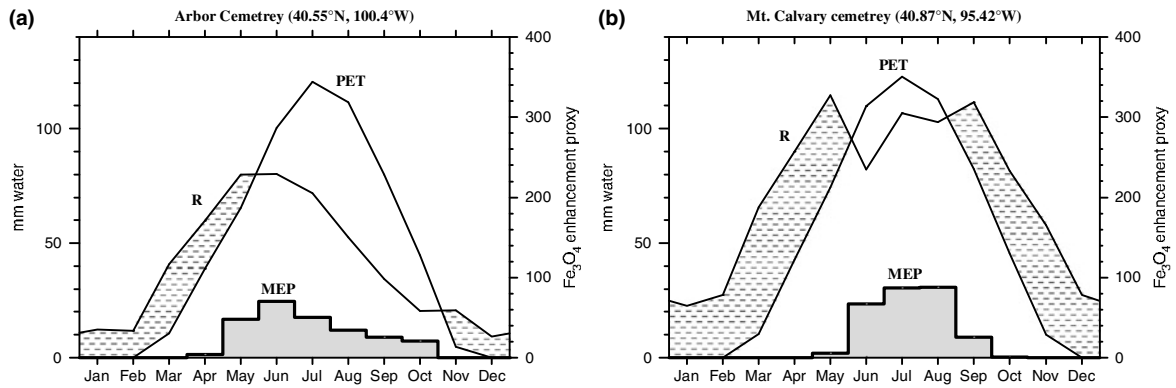 (a)
Arbor Cemetrey (40.55°N, 100.4°W)
400
300
200
100
0
Fe3O4 enhancement proxy
100
50
0
mm water
PET
R
MEP
Jan Feb Mar Apr May Jun Jul Aug Sep Oct Nov Dec
(b)
Mt. Calvary cemetrey (40.87°N, 95.42°W)
400
300
200
100
0
Fe3O4 enhancement proxy
100
50
0
mm water
PET
R
MEP
Jan Feb Mar Apr May Jun Jul Aug Sep Oct Nov Dec